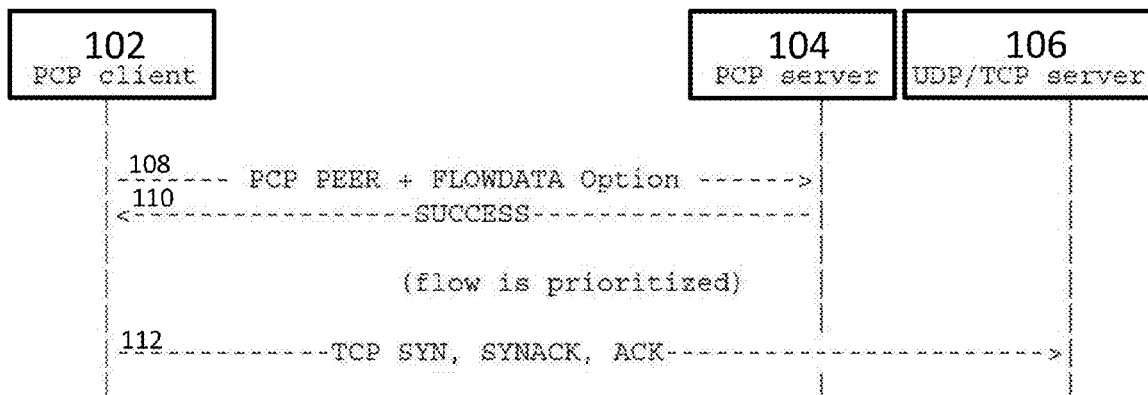 102 104 106
PCP client PCP server UDP/TCP server
108
PCP PEER + FLOWDATA Option
110
SUCCESS
(flow is prioritized)
112
TCP SYN, SYNACK, ACK